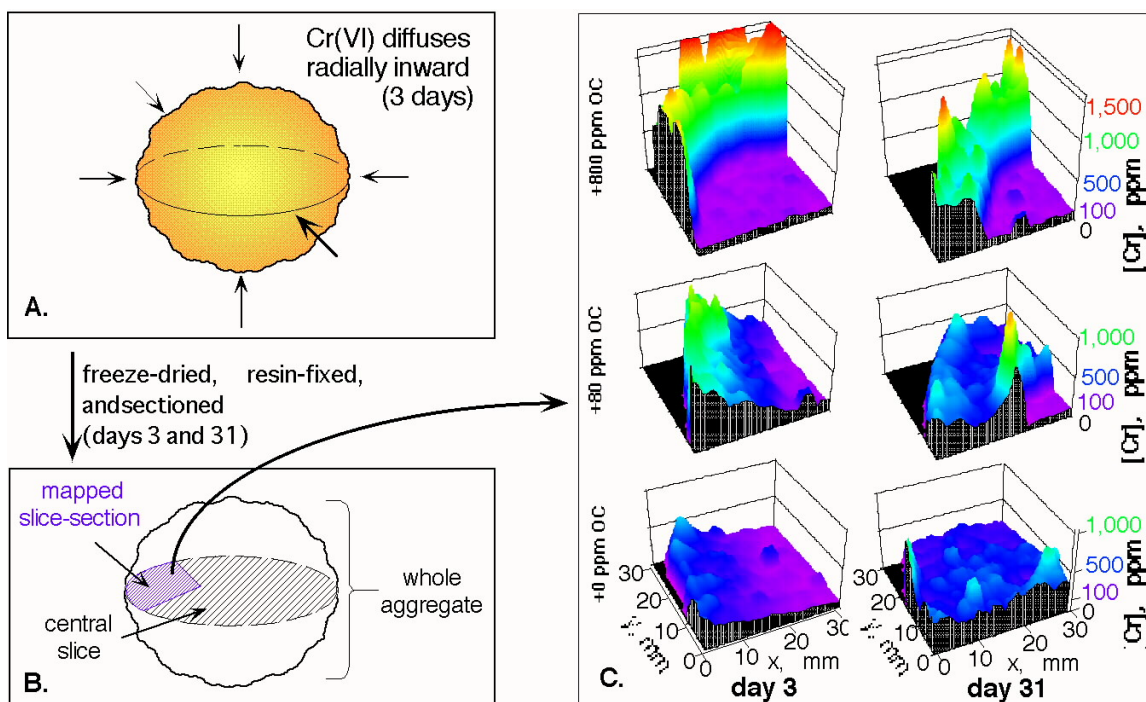 Cr(VI) diffuses
radially inward
(3 days)
A.
freeze-dried, resin-fixed,
andsectioned
(days 3 and 31)
mapped
slice-section
central
slice
whole
aggregate
B.
+800 ppm OC
1,500
1,000
500
100
0
[Cr], ppm
+80 ppm OC
1,000
500
100
0
[Cr], ppm
+0 ppm OC
1,000
500
100
0
[Cr], ppm
30
20
10
0
y, mm
0
10
20
30
x, mm
day 3
30
20
10
0
y, mm
0
10
20
30
x, mm
day 31
C.